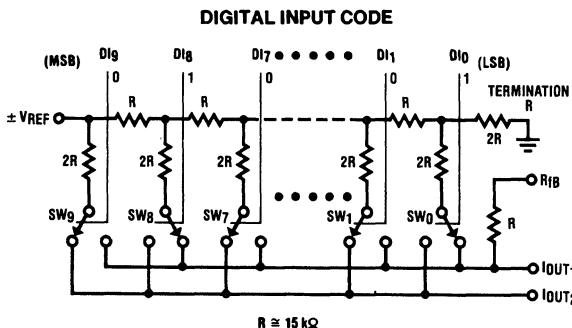 DIGITAL INPUT CODE
(MSB) DI9 DI8 DI7 DI1 DI0 (LSB)
0 1 0 0 1
TERMINATION
R
± VREF R R R 2R
2R 2R 2R 2R 2R
RfB
SW9 SW8 SW7 SW1 SW0 R
IOUT1
IOUT2
R ≅ 15 kΩ